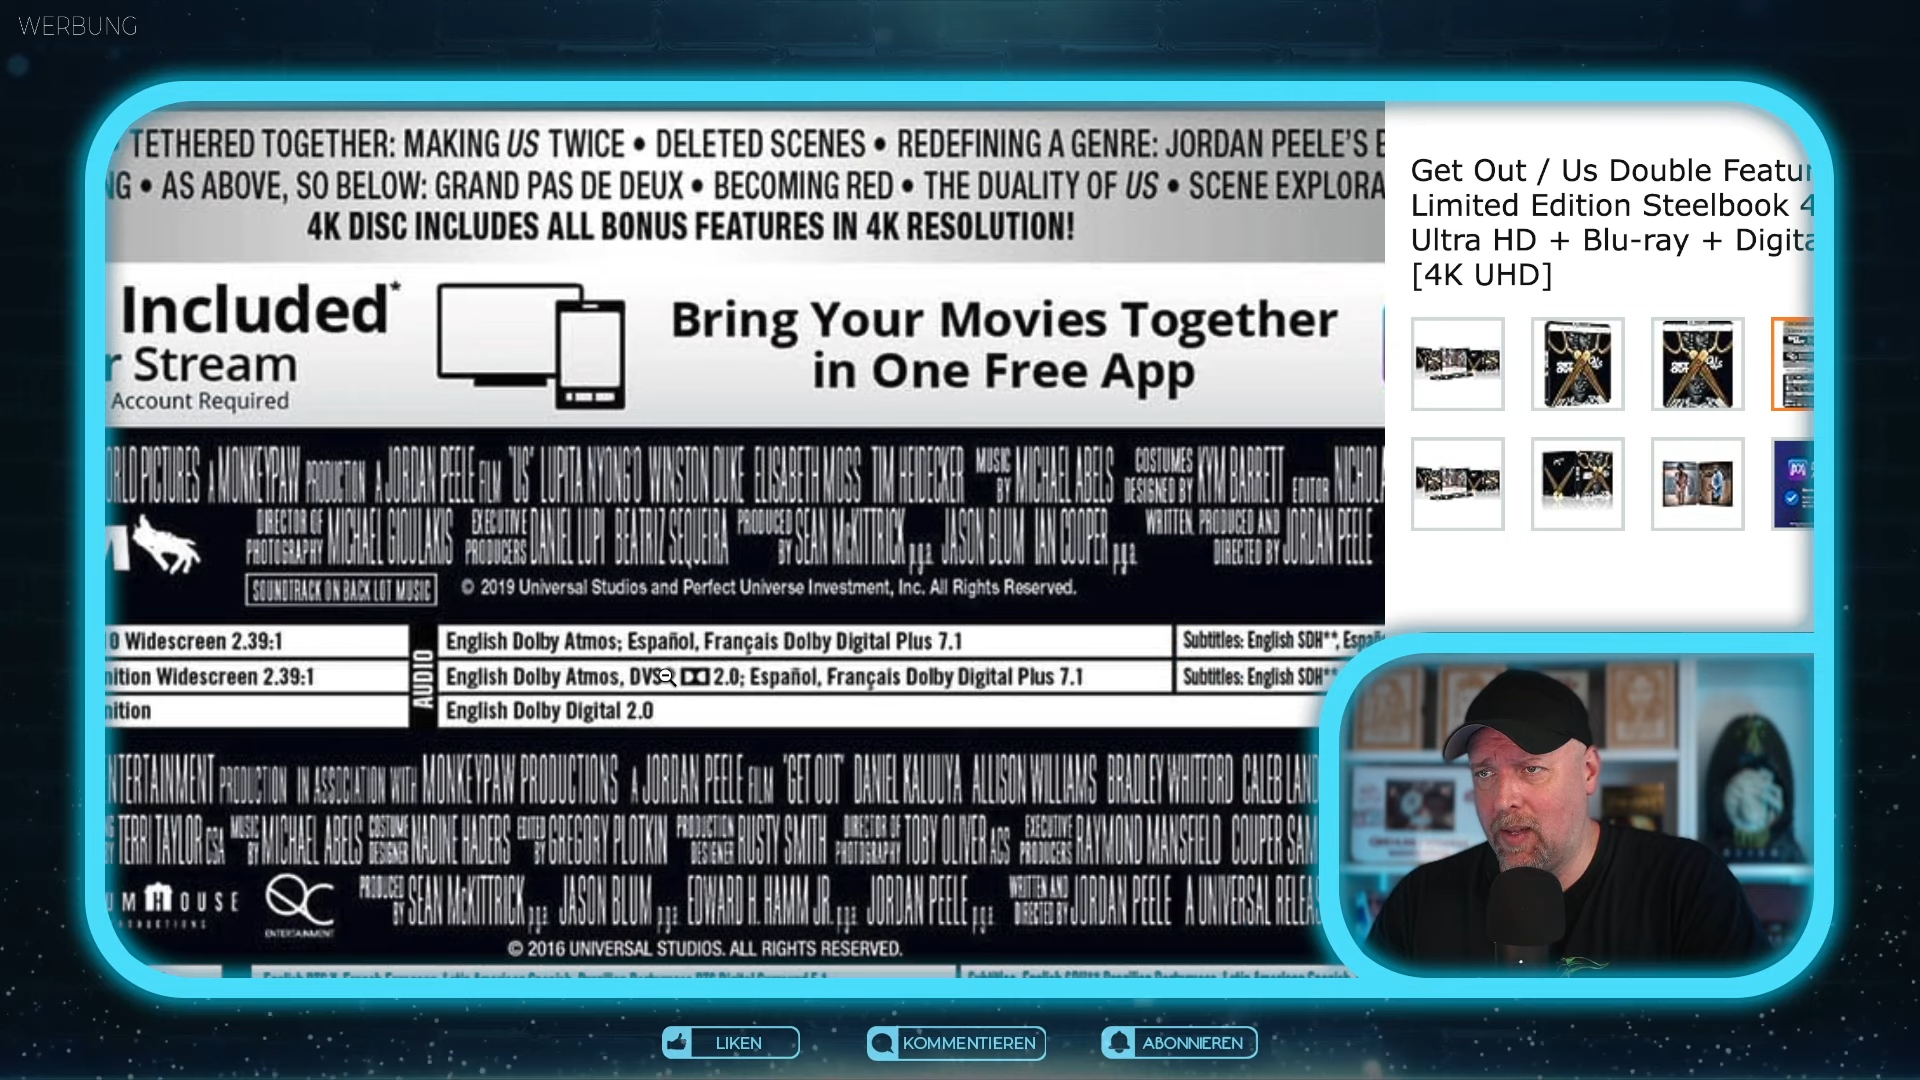 WERBUNG
TETHERED TOGETHER: MAKING US TWICE • DELETED SCENES • REDEFINING A GENRE: JORDAN PEELE'S
• AS ABOVE, SO BELOW: GRAND PAS DE DEUX • BECOMING RED • THE DUALITY OF US • SCENE
4K DISC INCLUDES ALL BONUS FEATURES IN 4K RESOLUTION!
Included*
Stream
Account Required
Bring Your Movies Together
in One Free App
PICTURES A MONKEYPAW PRODUCTION A JORDAN PEELE FILM "US" LUPITA NYONG'O WINSTON DUKE ELISABETH MOSS TIM HEIDECKER MUSIC BY MICHAEL ABELS COSTUMES DESIGNED BY KYM BARRETT EDITOR
DIRECTOR OF PHOTOGRAPHY MICHAEL GIOULAKIS EXECUTIVE PRODUCERS DANIEL LUPI BEATRIZ SEQUEIRA PRODUCED BY SEAN McKITTRICK p.g.a. JASON BLUM IAN COOPER p.g.a. WRITTEN, PRODUCED AND DIRECTED BY JORDAN PEELE
SOUNDTRACK ON BACK LOT MUSIC © 2019 Universal Studios and Perfect Universe Investment, Inc. All Rights Reserved.
Widescreen 2.39:1
Widescreen 2.39:1
AUDIO
English Dolby Atmos; Español, Français Dolby Digital Plus 7.1
English Dolby Atmos, 2.0; Español, Français Dolby Digital Plus 7.1
English Dolby Digital 2.0
Subtitles: English SDH**,
Subtitles: English SDH**
PRODUCTION IN ASSOCIATION WITH MONKEYPAW PRODUCTIONS A JORDAN PEELE FILM "GET OUT" DANIEL KALUUYA ALLISON WILLIAMS BRADLEY WHITFORD CALEB
TERRI TAYLOR CSA MUSIC BY MICHAEL ABELS COSTUME DESIGNER NADINE HADERS EDITED BY GREGORY PLOTKIN PRODUCTION DESIGNER RUSTY SMITH DIRECTOR OF PHOTOGRAPHY TOBY OLIVER ACS EXECUTIVE PRODUCERS RAYMOND MANSFIELD COUPER
QC
ENTERTAINMENT
PRODUCED BY SEAN McKITTRICK p.g.a. JASON BLUM p.g.a. EDWARD H. HAMM JR. p.g.a. JORDAN PEELE p.g.a. WRITTEN AND DIRECTED BY JORDAN PEELE A UNIVERSAL
© 2016 UNIVERSAL STUDIOS. ALL RIGHTS RESERVED.
Get Out / Us Double
Limited Edition Steelbook 4
Ultra HD + Blu-ray +
[4K UHD]
LIKEN
KOMMENTIEREN
ABONNIEREN